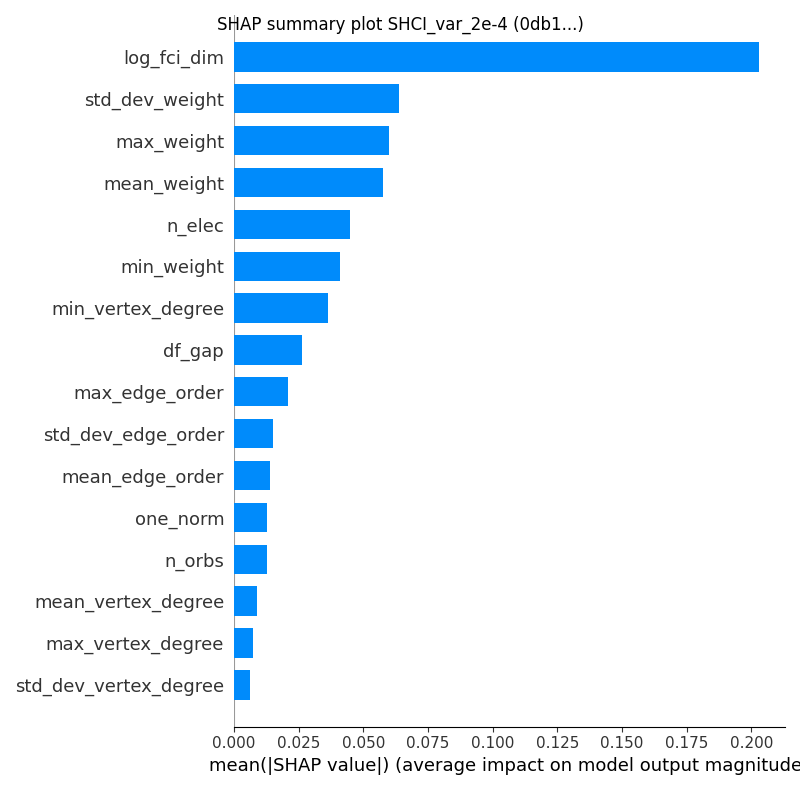 SHAP summary plot SHCI_var_2e-4 (0db1...)
log_fci_dim
std_dev_weight
max_weight
mean_weight
n_elec
min_weight
min_vertex_degree
df_gap
max_edge_order
std_dev_edge_order
mean_edge_order
one_norm
n_orbs
mean_vertex_degree
max_vertex_degree
std_dev_vertex_degree
0.000 0.025 0.050 0.075 0.100 0.125 0.150 0.175 0.200
mean(|SHAP value|) (average impact on model output magnitude